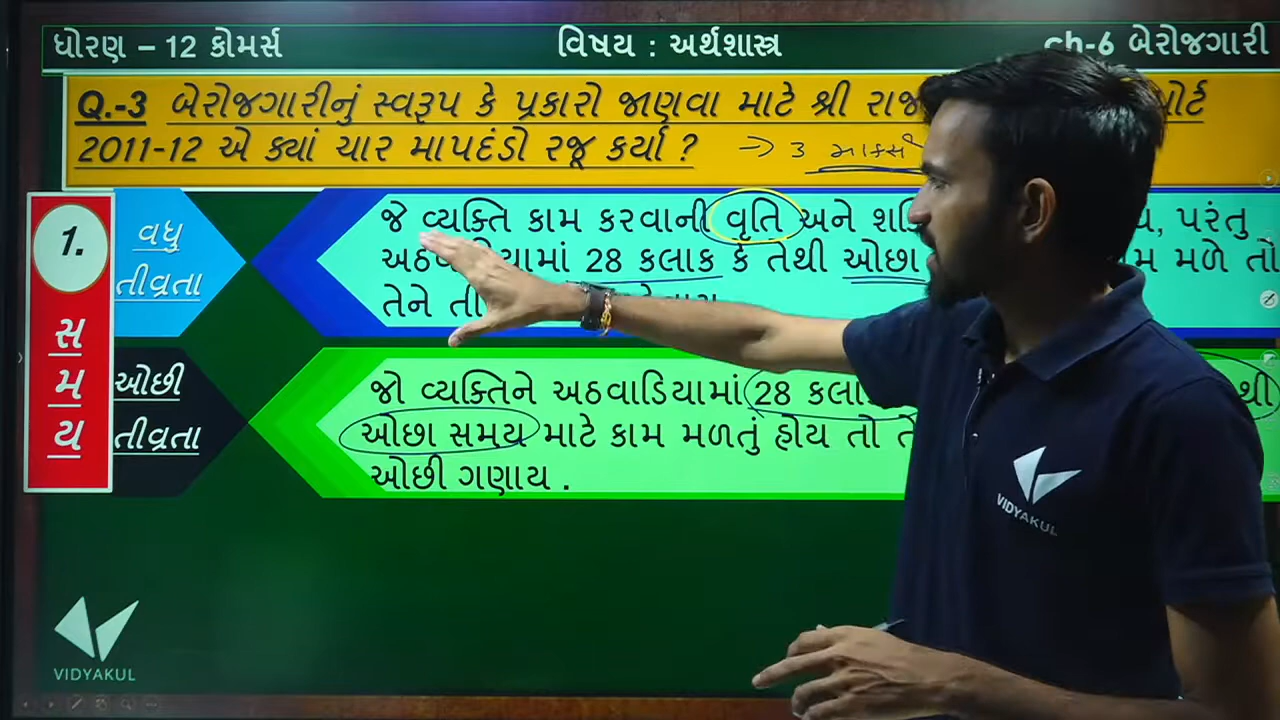 ધોરણ – 12 કોમર્સ વિષય : અર્થશાસ્ત્ર ch-6 બેરોજગારી
Q.-3 બેરોજગારીનું સ્વરૂપ કે પ્રકારો જાણવા માટે શ્રી રાજ
2011-12 એ ક્યાં ચાર માપદંડો રજૂ કર્યા ? → 3 માર્ક્સ
1.
સ
મ
ય
વધુ
તીવ્રતા
જે વ્યક્તિ કામ કરવાની વૃતિ અને પરંતુ
અઠવાડિયામાં 28 કલાક કે તેથી ઓછા મળે તો
તેને
ઓછી
તીવ્રતા
જો વ્યક્તિને અઠવાડિયામાં 28
ઓછા સમય માટે કામ મળતું હોય તો
ઓછી ગણાય .
VIDYAKUL
VIDYAKUL